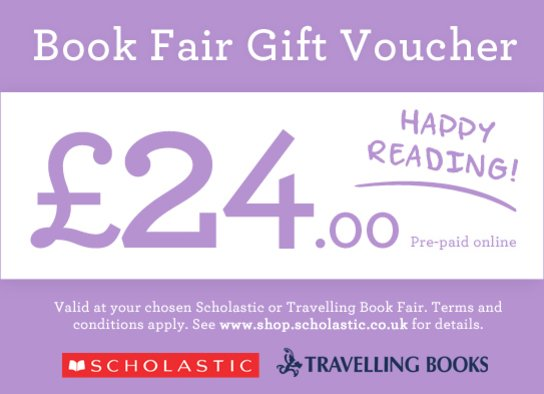 Book Fair Gift Voucher
HAPPY
READING!
£24.00
Pre-paid online
Valid at your chosen Scholastic or Travelling Book Fair. Terms and
conditions apply. See www.shop.scholastic.co.uk for details.
SCHOLASTIC
TRAVELLING BOOKS